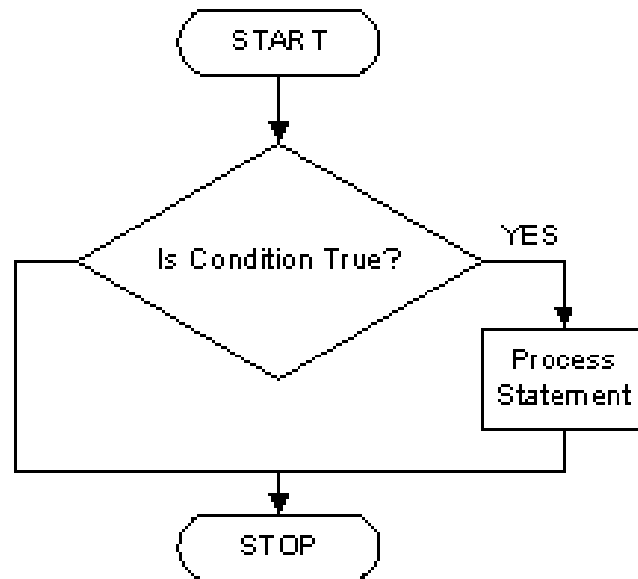 START
Is Condition True?
YES
Process
Statement
STOP